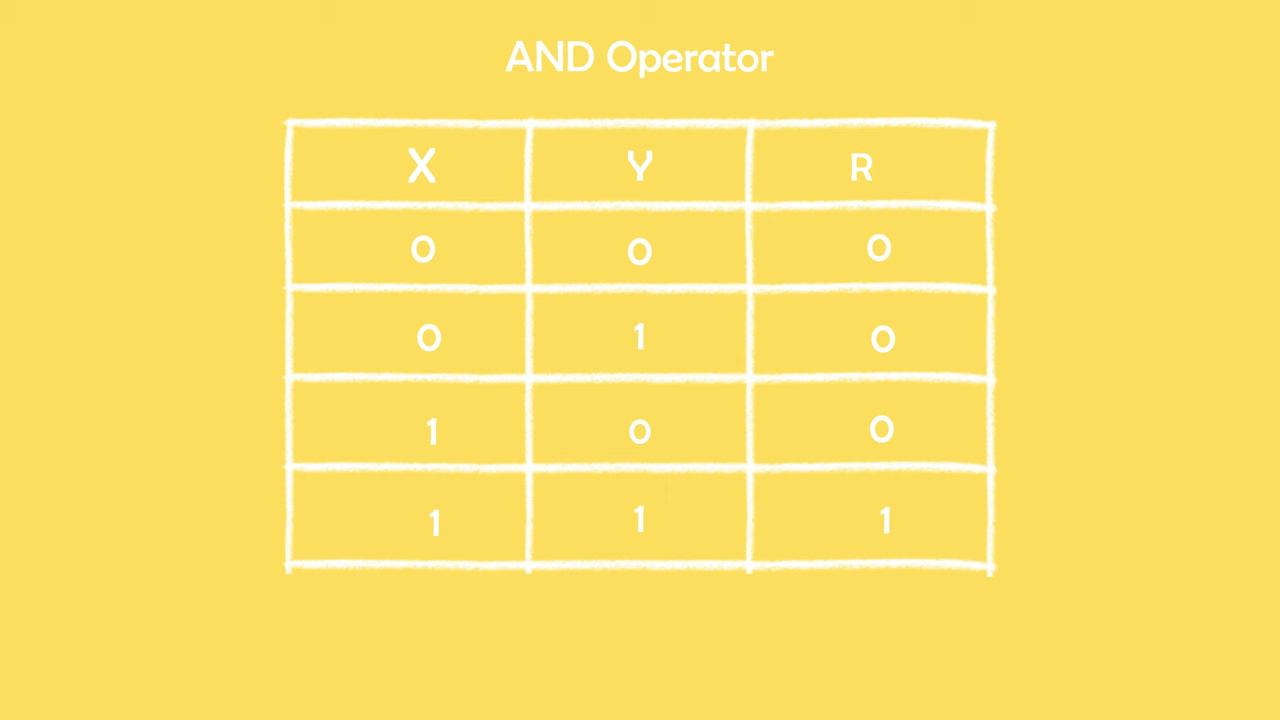 AND Operator
X Y R
0 0 0
0 1 0
1 0 0
1 1 1